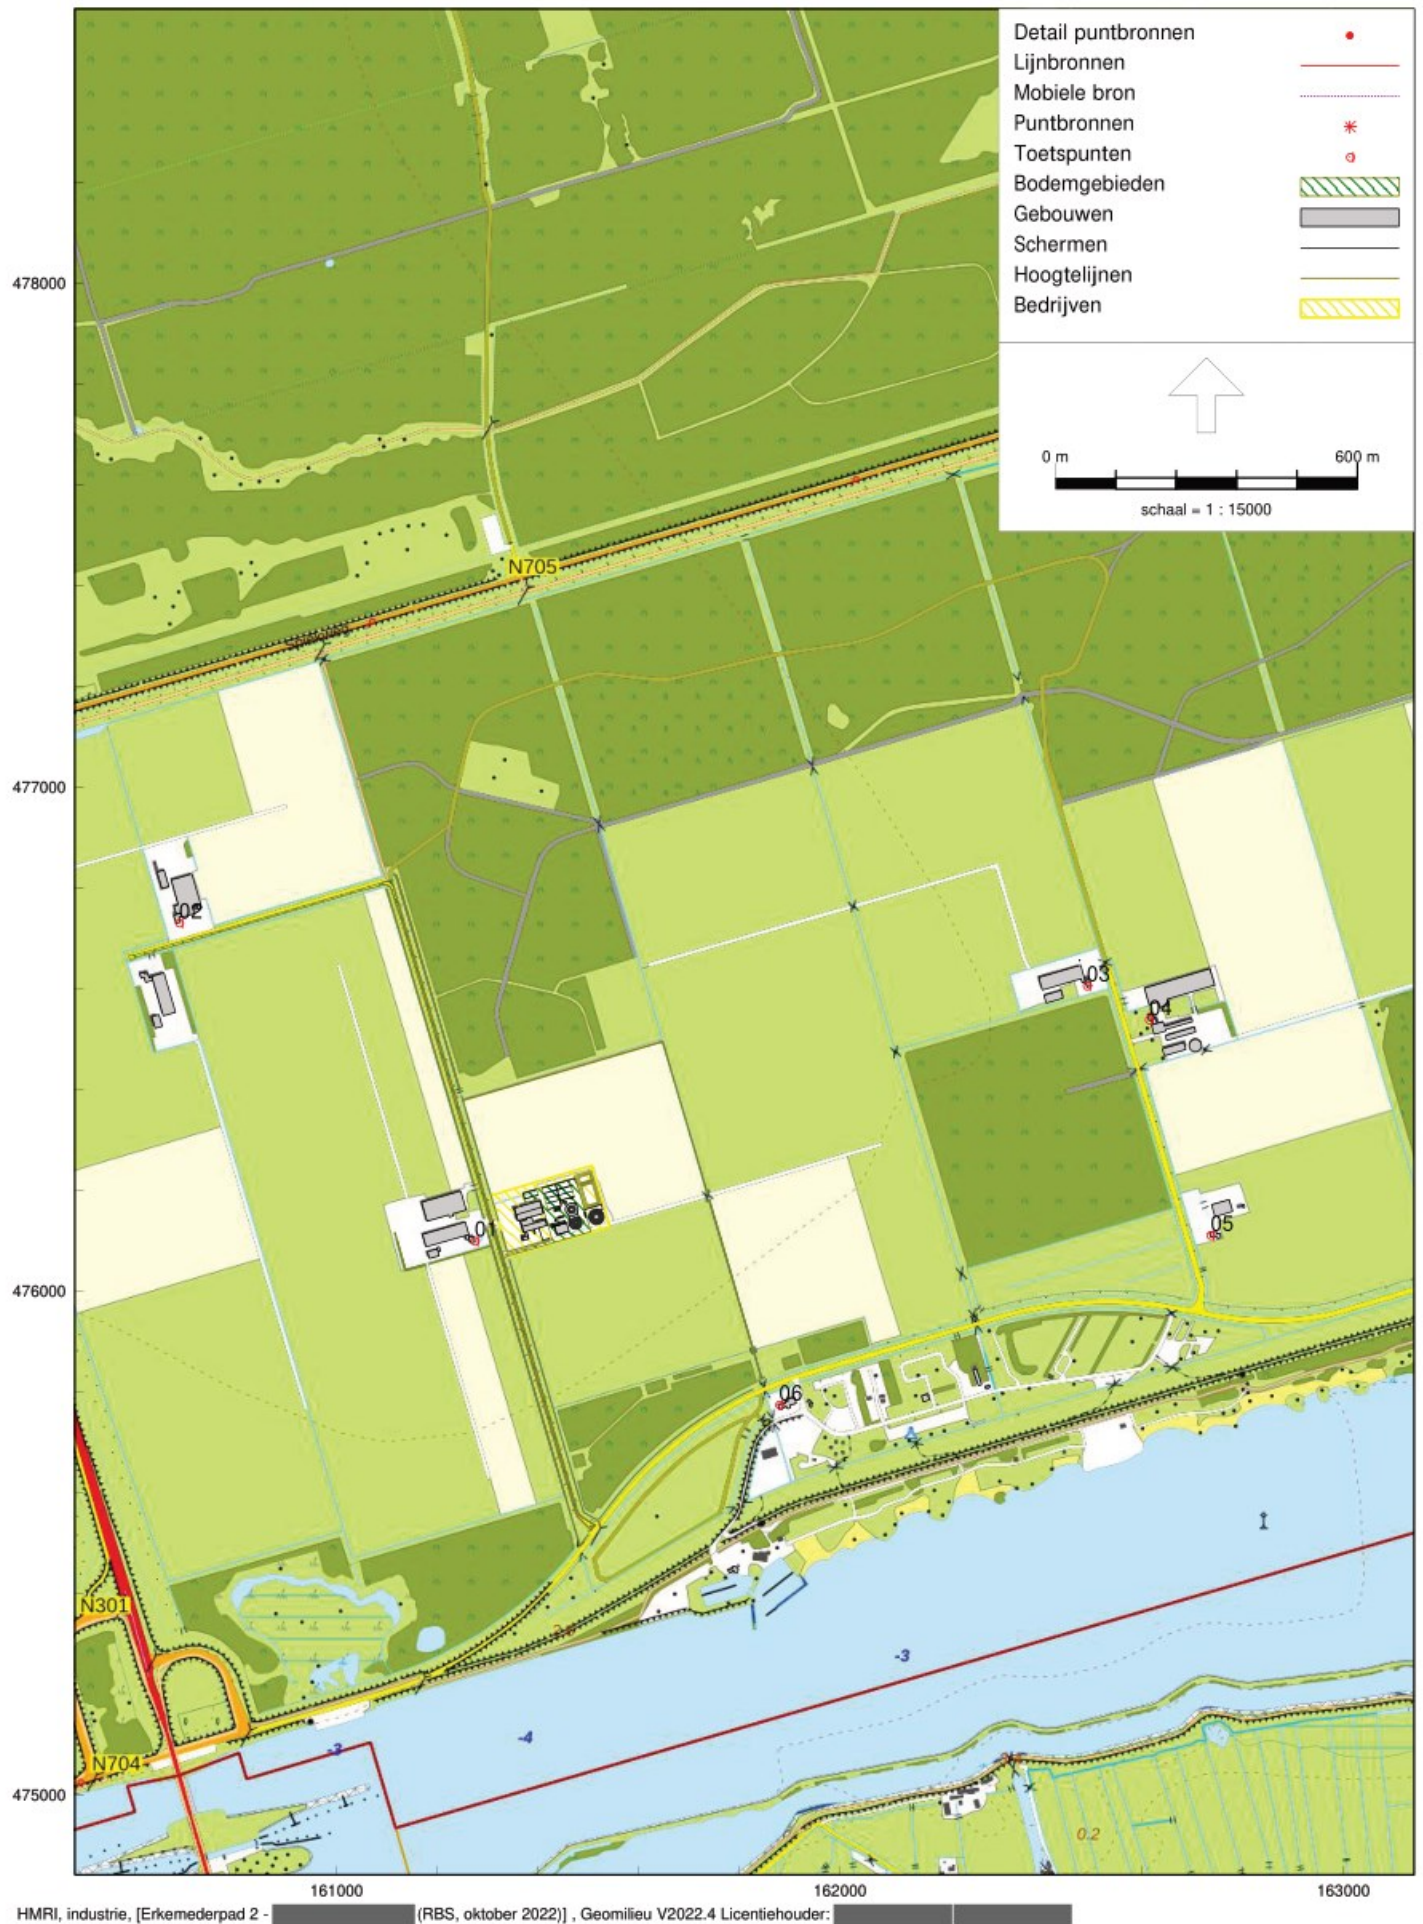 Detail puntbronnen
Lijnbronnen
Mobiele bron
Puntbronnen
Toetspunten
Bodemgebieden
Gebouwen
Schermen
Hoogtelijnen
Bedrijven
0 m 600 m
schaal = 1 : 15000
478000
N705
477000
02
03
04
01
05
476000
06
N301
-3
-4
-3
N704
475000
0.2
161000 162000 163000
HMRI, industrie, [Erkemederpad 2 - (RBS, oktober 2022)] , Geomilieu V2022.4 Licentiehouder: